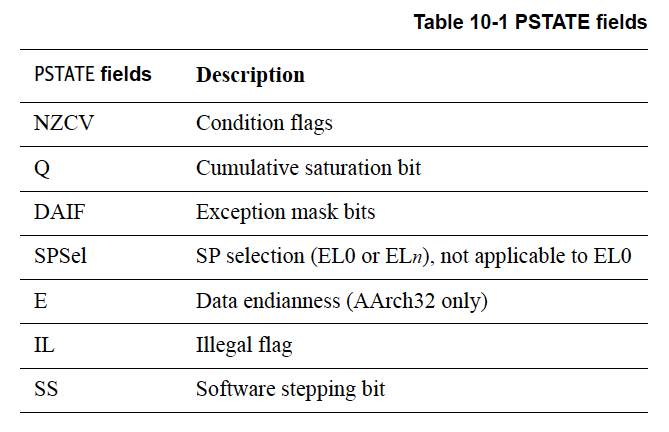 Table 10-1 PSTATE fields
PSTATE fields Description
NZCV Condition flags
Q Cumulative saturation bit
DAIF Exception mask bits
SPSel SP selection (EL0 or ELn), not applicable to EL0
E Data endianness (AArch32 only)
IL Illegal flag
SS Software stepping bit